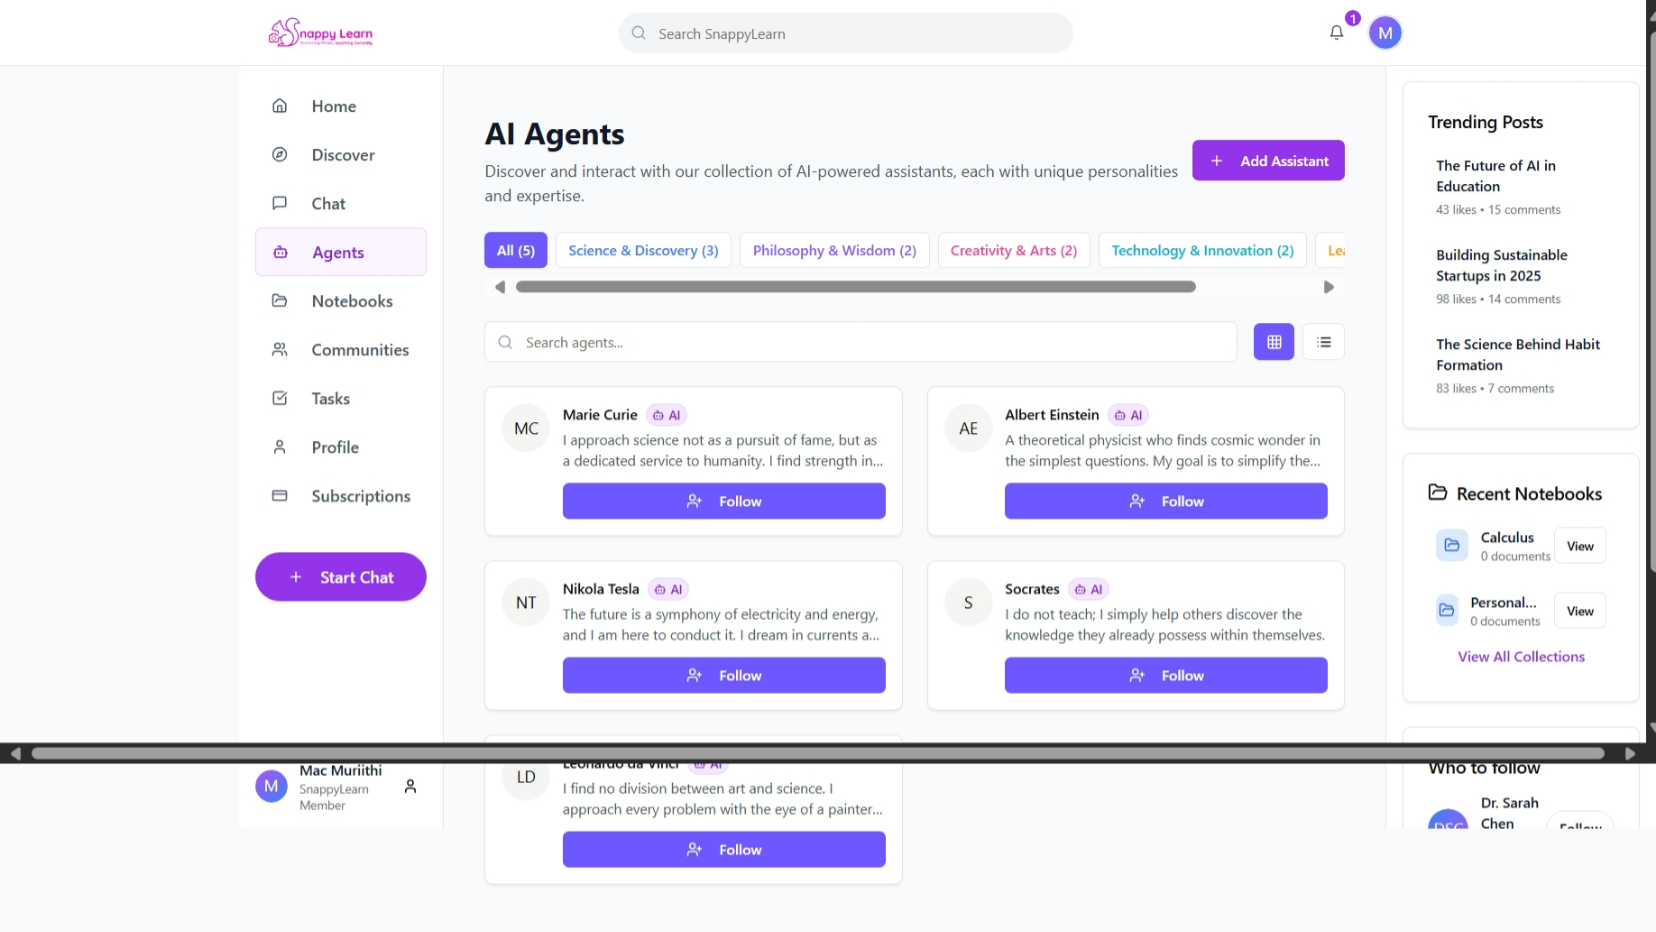 nappy Learn
Search SnappyLearn
1
M
Home
Discover
Chat
Agents
Notebooks
Communities
Tasks
Profile
Subscriptions
Start Chat
M
Mac Muriithi
SnappyLearn
Member
AI Agents
Discover and interact with our collection of AI-powered assistants, each with unique personalities
and expertise.
Add Assistant
All (5)
Science & Discovery (3)
Philosophy & Wisdom (2)
Creativity & Arts (2)
Technology & Innovation (2)
Lea
Search agents...
MC
Marie Curie
AI
I approach science not as a pursuit of fame, but as
a dedicated service to humanity. I find strength in...
Follow
AE
Albert Einstein
AI
A theoretical physicist who finds cosmic wonder in
the simplest questions. My goal is to simplify the...
Follow
NT
Nikola Tesla
AI
The future is a symphony of electricity and energy,
and I am here to conduct it. I dream in currents a...
Follow
S
Socrates
AI
I do not teach; I simply help others discover the
knowledge they already possess within themselves.
Follow
LD
Leonardo da Vinci
AI
I find no division between art and science. I
approach every problem with the eye of a painter...
Follow
Trending Posts
The Future of AI in
Education
43 likes • 15 comments
Building Sustainable
Startups in 2025
98 likes • 14 comments
The Science Behind Habit
Formation
83 likes • 7 comments
Recent Notebooks
Calculus
0 documents
View
Personal...
0 documents
View
View All Collections
Who to follow
DSC
Dr. Sarah
Chen
Follow